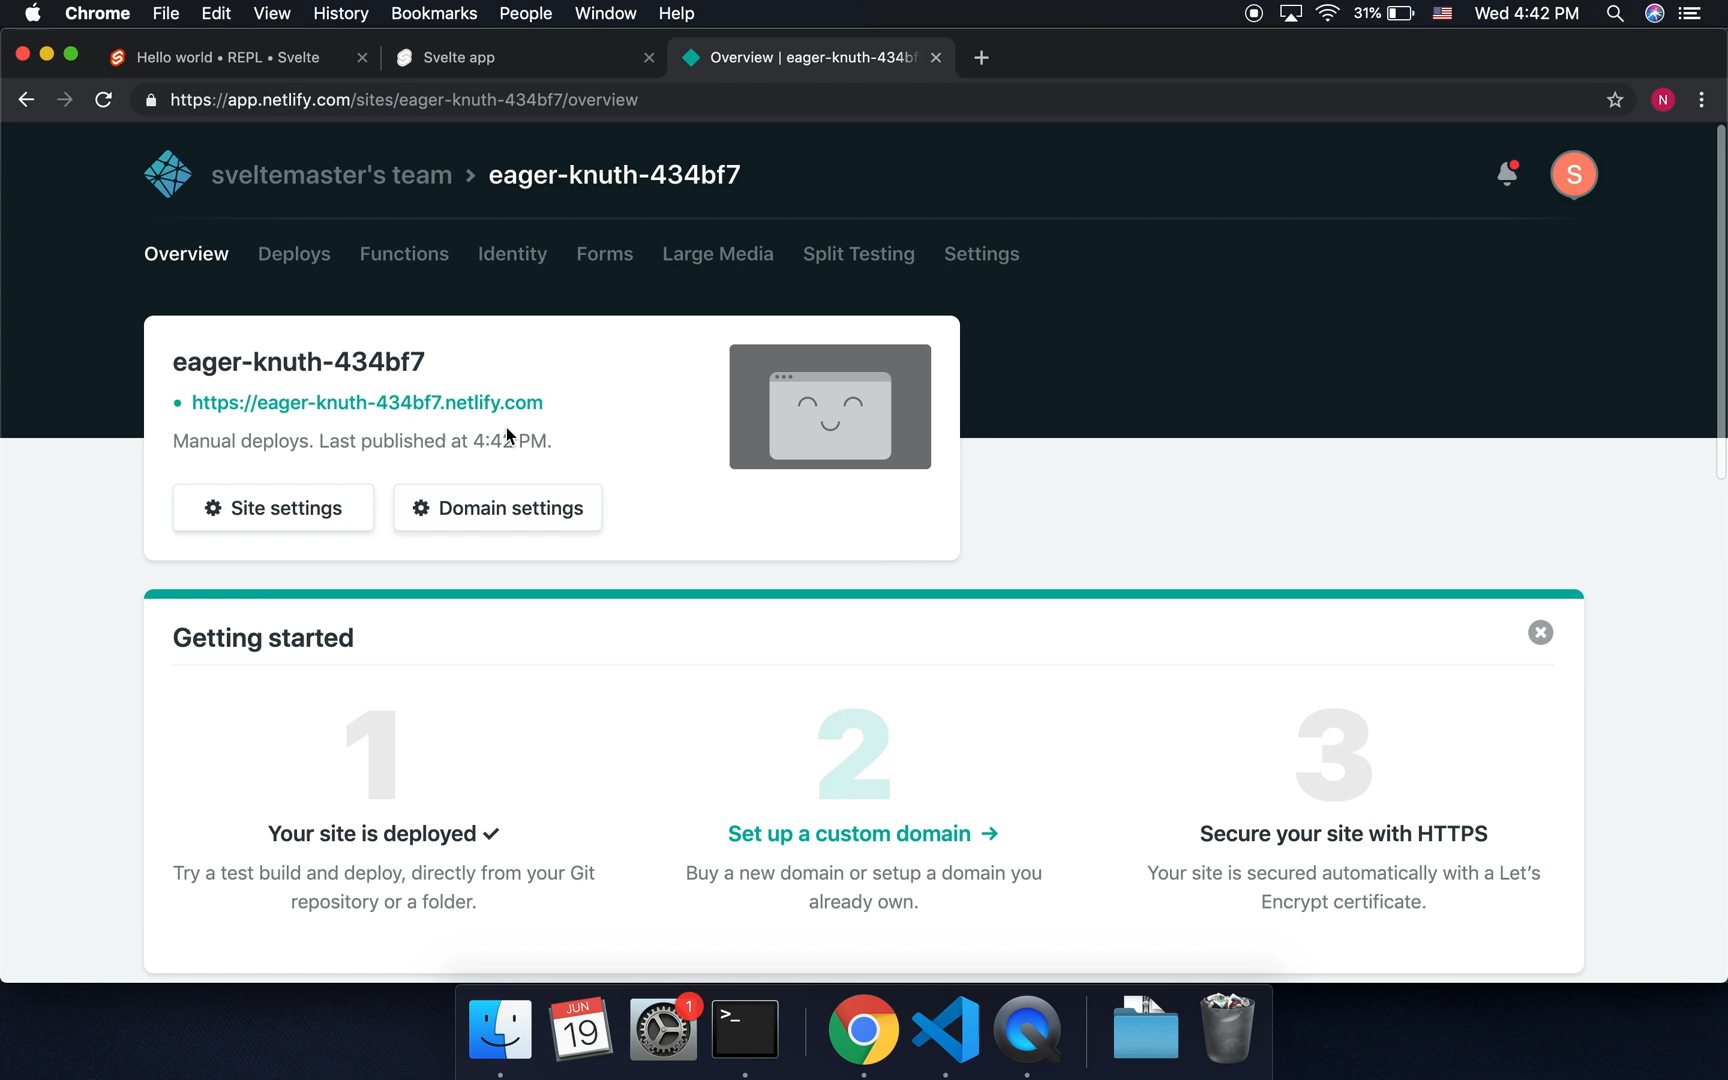 Chrome File Edit View History Bookmarks People Window Help 31% Wed 4:42 PM
Hello world • REPL • Svelte Svelte app Overview | eager-knuth-434bf
https://app.netlify.com/sites/eager-knuth-434bf7/overview N
sveltemaster's team > eager-knuth-434bf7 S
Overview Deploys Functions Identity Forms Large Media Split Testing Settings
eager-knuth-434bf7
• https://eager-knuth-434bf7.netlify.com
Manual deploys. Last published at 4:42 PM.
Site settings Domain settings
Getting started
1 2 3
Your site is deployed ✓ Set up a custom domain → Secure your site with HTTPS
Try a test build and deploy, directly from your Git Buy a new domain or setup a domain you Your site is secured automatically with a Let's
repository or a folder. already own. Encrypt certificate.
JUN 1
19 >_